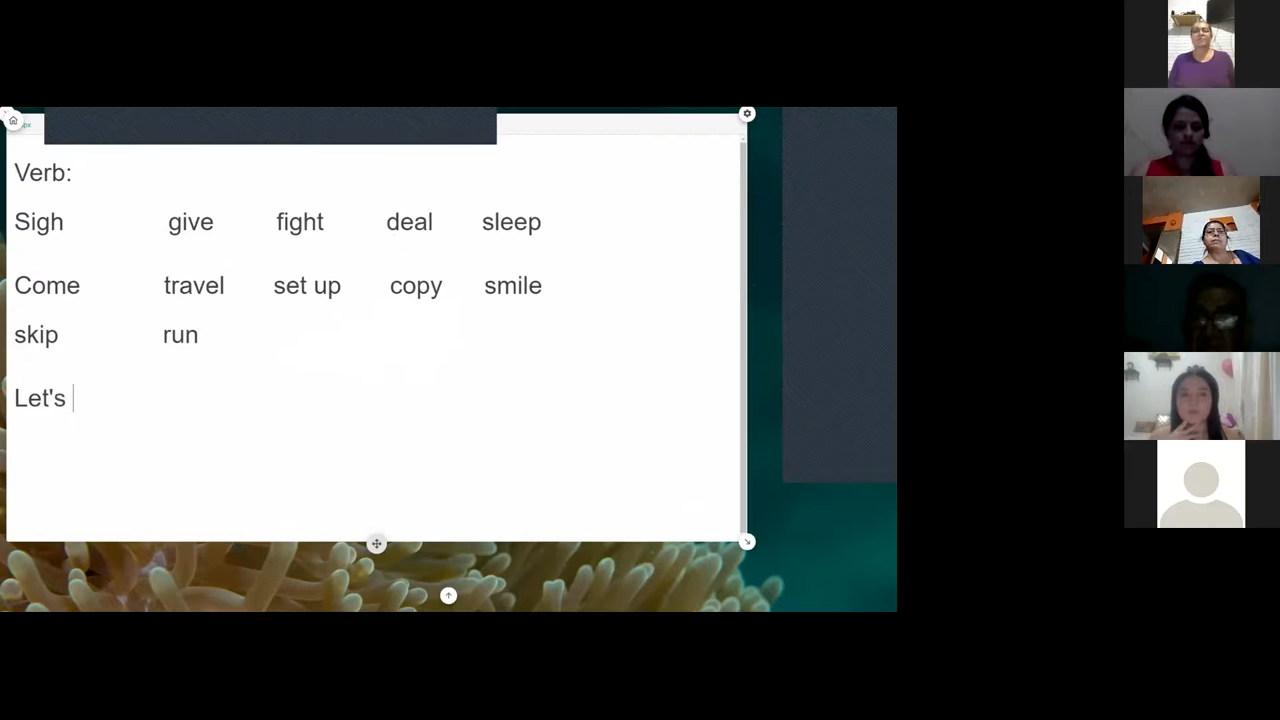 Verb:
Sigh give fight deal sleep
Come travel set up copy smile
skip run
Let's